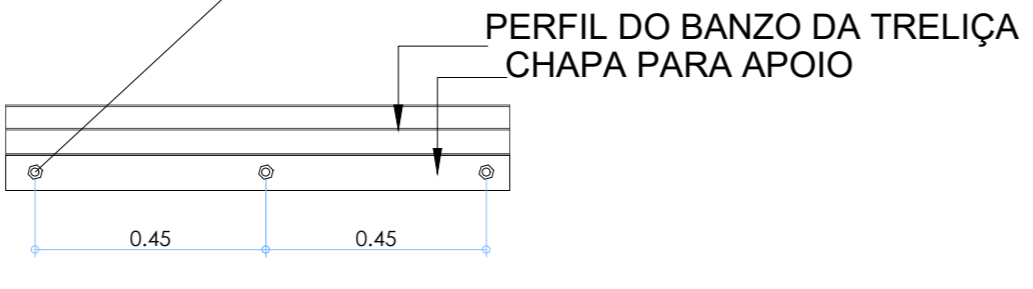 PERFIL DO BANZO DA TRELIÇA
CHAPA PARA APOIO
0.45 0.45